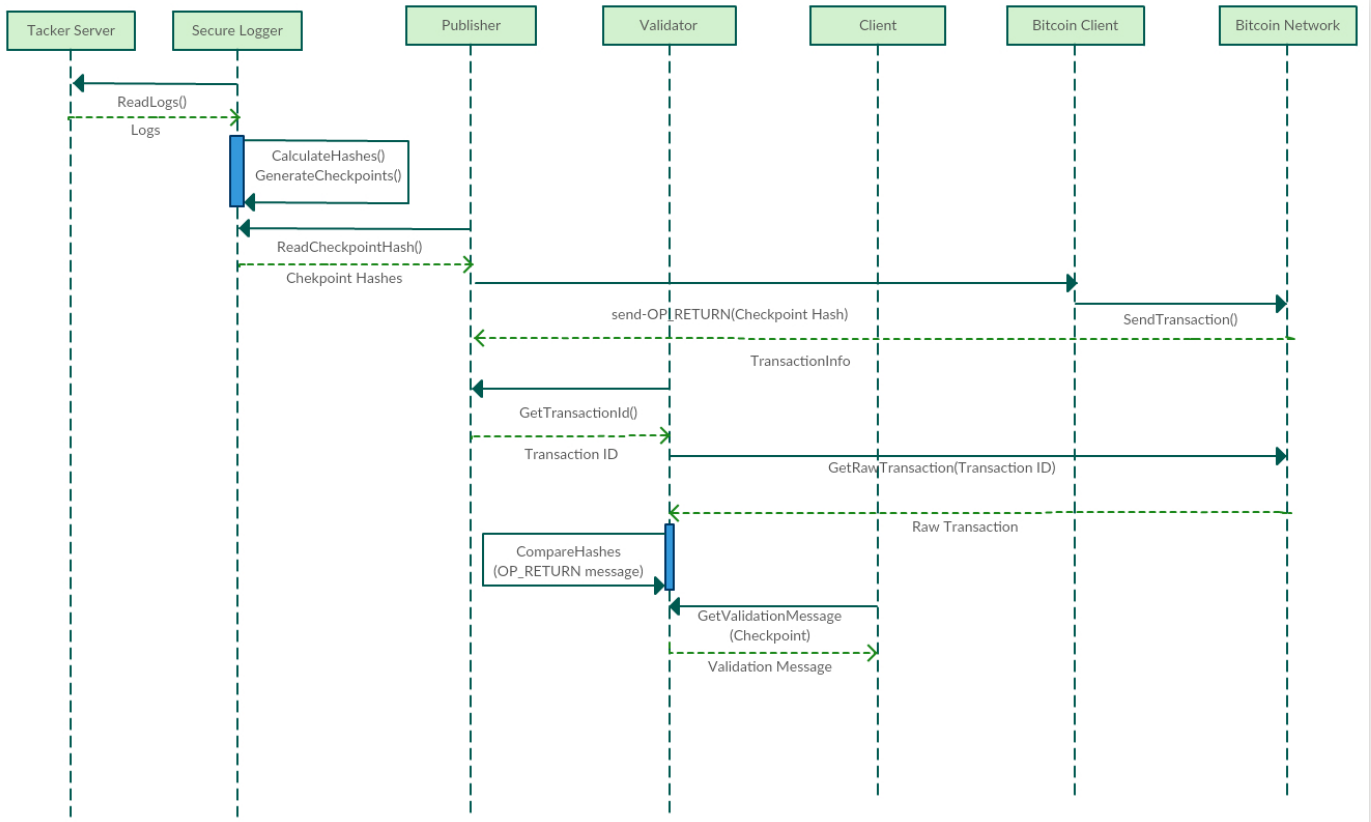 Tacker Server
Secure Logger
Publisher
Validator
Client
Bitcoin Client
Bitcoin Network
ReadLogs()
Logs
CalculateHashes()
GenerateCheckpoints()
ReadCheckpointHash()
Chekpoint Hashes
send-OP_RETURN(Checkpoint Hash)
SendTransaction()
TransactionInfo
GetTransactionId()
Transaction ID
GetRawTransaction(Transaction ID)
Raw Transaction
CompareHashes
(OP_RETURN message)
GetValidationMessage
(Checkpoint)
Validation Message